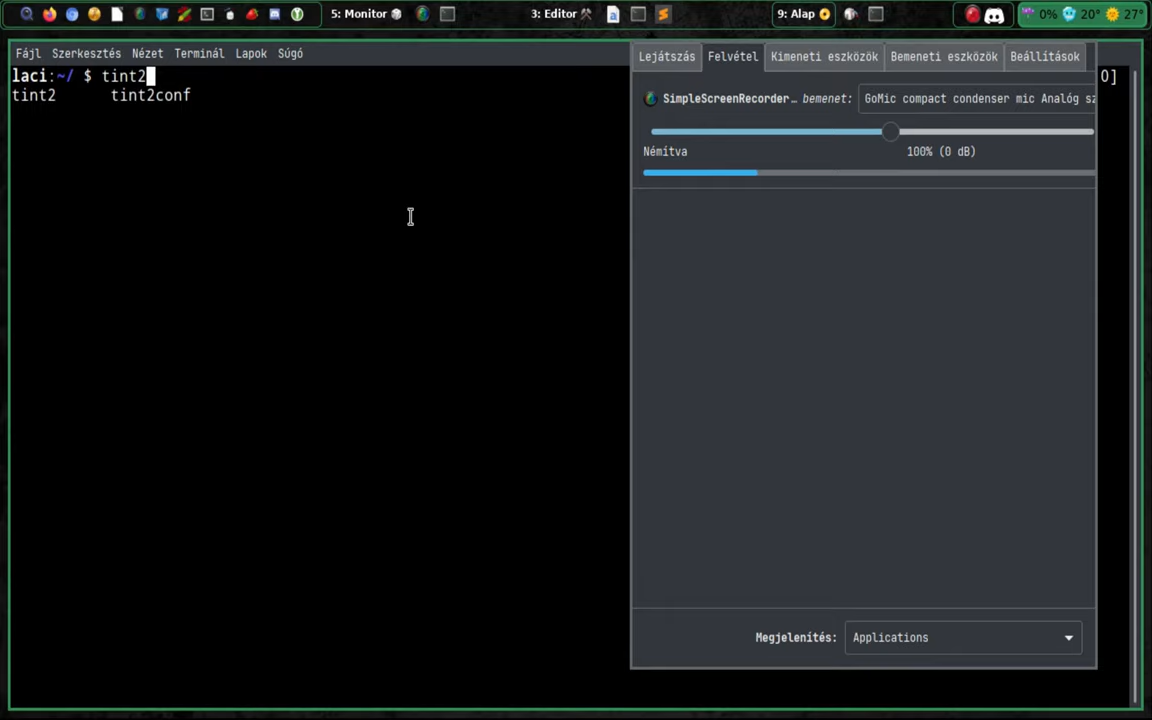 5: Monitor
3: Editor
9: Alap
0%
20°
27°
Fájl Szerkesztés Nézet Terminál Lapok Súgó
laci:~/ $ tint2
tint2 tint2conf
0]
Lejátszás Felvétel Kimeneti eszközök Bemeneti eszközök Beállítások
SimpleScreenRecorder… bemenet: GoMic compact condenser mic Analóg sz
Némítva 100% (0 dB)
Megjelenítés: Applications